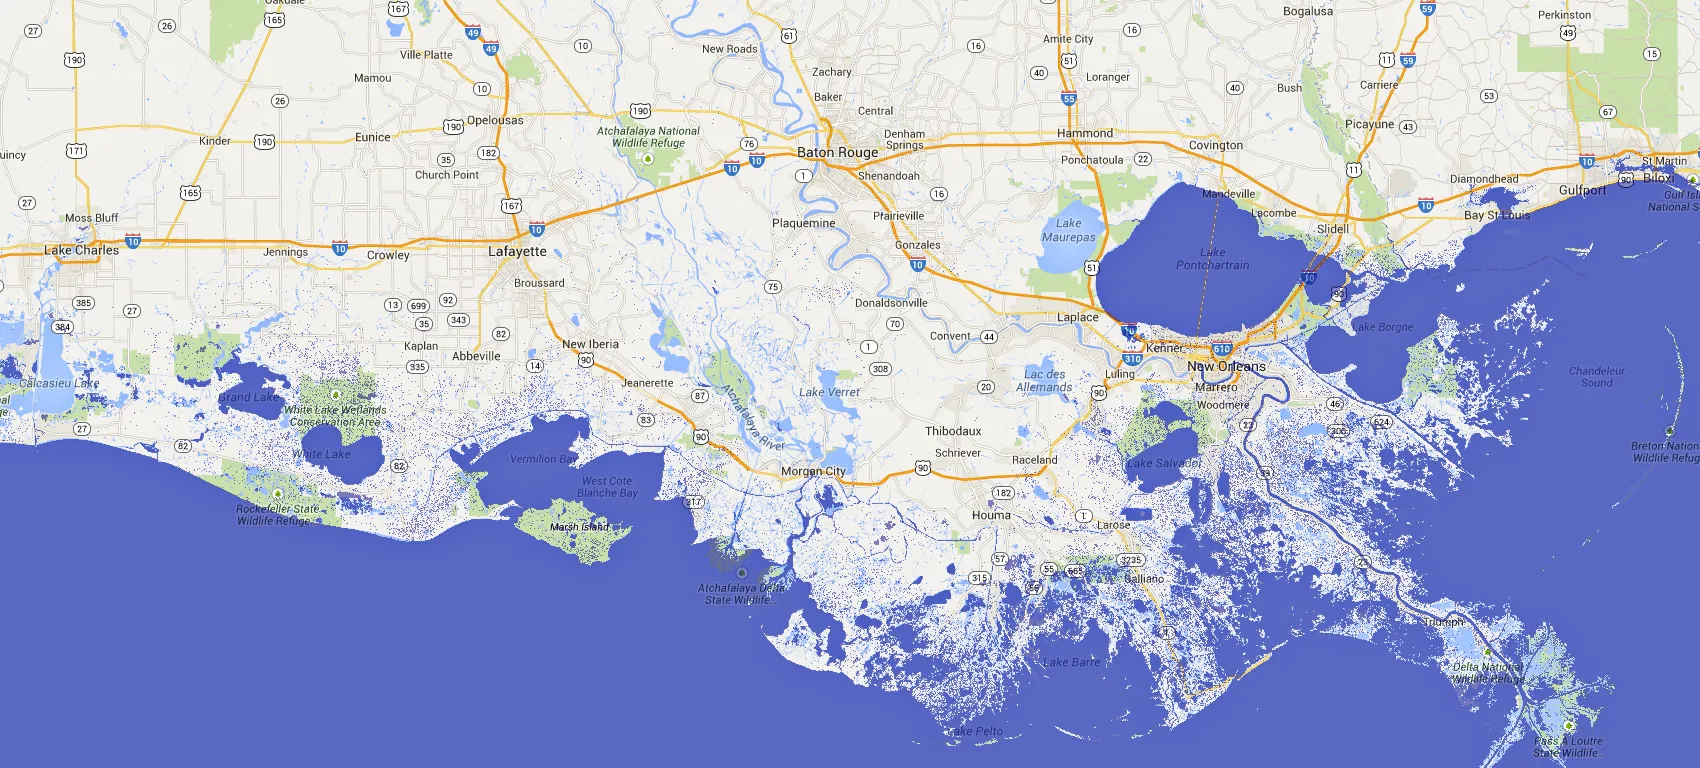 Oakdale
167
Bogalusa
59
Perkinston
27
26
165
49
49
Ville Platte
10
New Roads
61
16
Amite City
16
49
190
Mamou
Zachary
51
11
59
15
10
40
Loranger
26
Baker
55
40
Bush
Carriere
53
190
Central
67
Opelousas
Atchafalaya National
Wildlife Refuge
Denham
Springs
Hammond
Picayune
43
171
Kinder
190
Eunice
190
76
Baton Rouge
Covington
35
182
10
10
Ponchatoula
22
10
St Martin
Church Point
1
Shenandoah
11
Diamondhead
90
Biloxi
165
16
Mandeville
Gulfport
27
167
Lacombe
10
Bay St Louis
Moss Bluff
Plaquemine
Prairieville
Lake
Maurepas
Slidell
10
10
10
Lake Charles
Jennings
Crowley
Lafayette
Gonzales
10
51
Lake
Pontchartrain
10
Broussard
75
90
385
27
13
699
92
Donaldsonville
Laplace
384
35
343
70
10
Lake Borgne
82
Convent
44
Kaplan
New Iberia
1
Kenner
610
Abbeville
90
310
335
14
308
New Orleans
Luling
Calcasieu Lake
Jeanerette
Lac des
Allemands
Chandeleur
Sound
20
Marrero
Grand Lake
87
Lake Verret
90
Woodmere
46
White Lake Wetlands
Conservation Area
Atchafalaya River
624
27
83
23
306
82
90
Thibodaux
Breton Nation
Wildlife Refug
White Lake
Vermilion Bay
Schriever
Raceland
Lake Salvador
82
Morgan City
90
39
West Cote
Blanche Bay
182
317
Rockefeller State
Wildlife Refuge
Houma
1
Larose
Marsh Island
57
3235
23
315
55
665
Galliano
56
Atchafalaya Delta
State Wildlife...
Triumph
1
Lake Barre
Delta National
Wildlife Refuge
Lake Pelto
Pass A Loutre
State Wildlife...